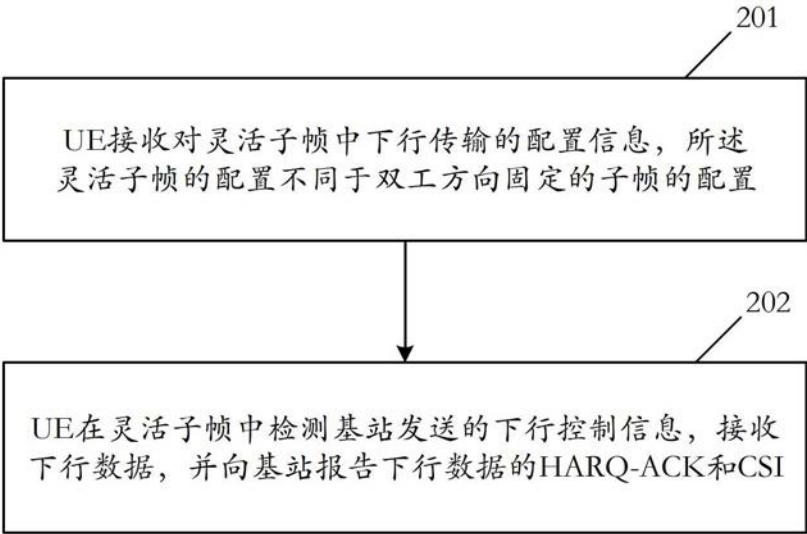 201
UE接收对灵活子帧中下行传输的配置信息，所述
灵活子帧的配置不同于双工方向固定的子帧的配置
202
UE在灵活子帧中检测基站发送的下行控制信息，接收
下行数据，并向基站报告下行数据的HARQ-ACK和CSI